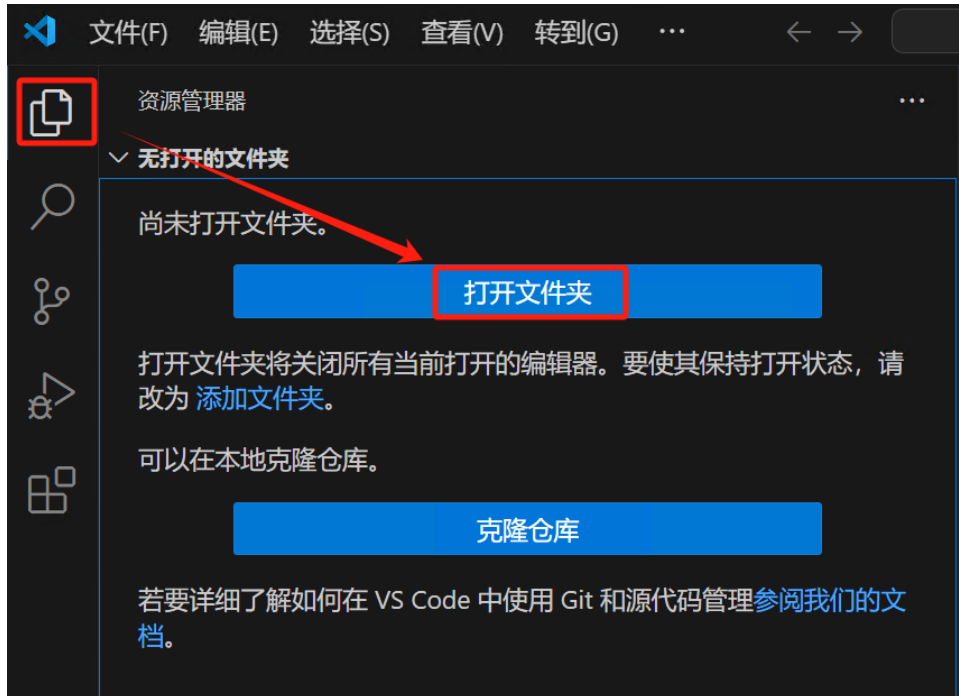 文件(F) 编辑(E) 选择(S) 查看(V) 转到(G) ···
资源管理器 ···
无打开的文件夹
尚未打开文件夹。
打开文件夹
打开文件夹将关闭所有当前打开的编辑器。要使其保持打开状态，请
改为 添加文件夹。
可以在本地克隆仓库。
克隆仓库
若要详细了解如何在 VS Code 中使用 Git 和源代码管理参阅我们的文
档。